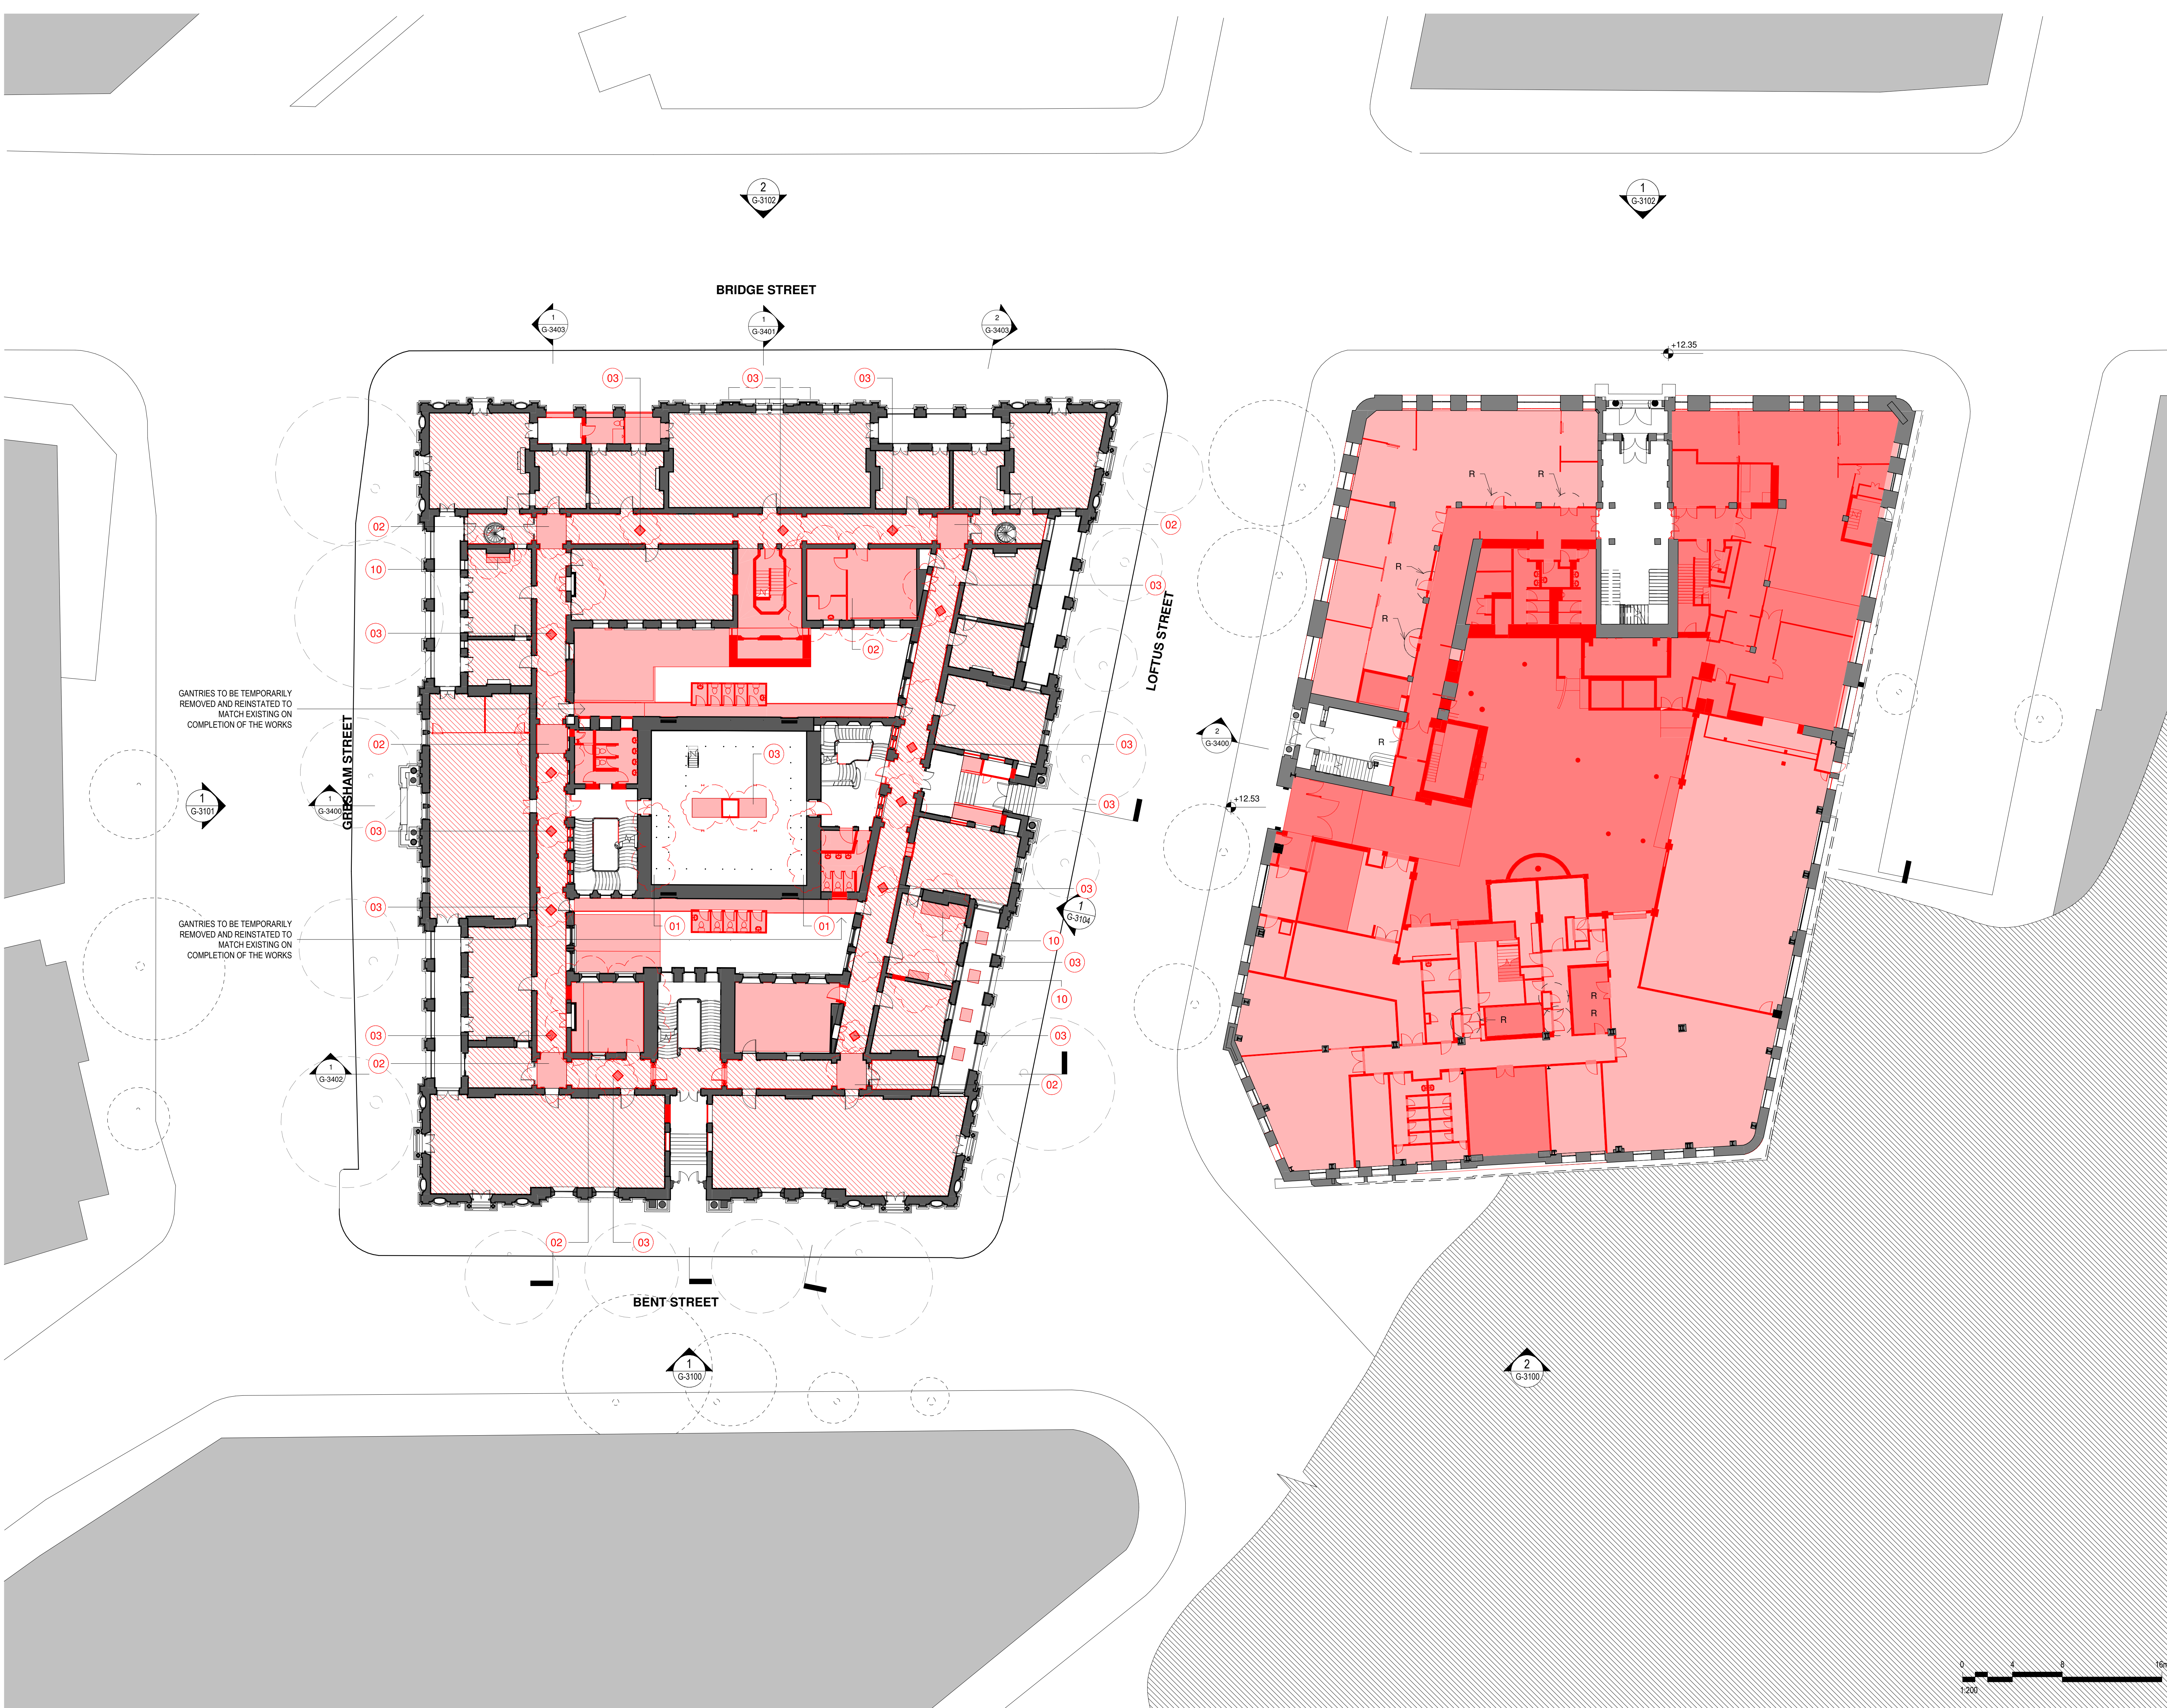 2
G-3102
1
G-3102
BRIDGE STREET
1
G-3403
1
G-3401
2
G-3403
+12.35
03
03
03
02
02
R
R
10
R
03
03
R
02
LOFTUS STREET
GANTRIES TO BE TEMPORARILY
REMOVED AND REINSTATED TO
MATCH EXISTING ON
COMPLETION OF THE WORKS
GRESHAM STREET
2
G-3400
02
03
03
R
1
G-3101
1
G-3400
03
+12.53
03
03
03
GANTRIES TO BE TEMPORARILY
REMOVED AND REINSTATED TO
MATCH EXISTING ON
COMPLETION OF THE WORKS
01
01
1
G-3104
10
03
10
R
R
R
03
03
02
1
G-3402
02
02
03
BENT STREET
1
G-3100
2
G-3100
0
4
8
16m
1:200